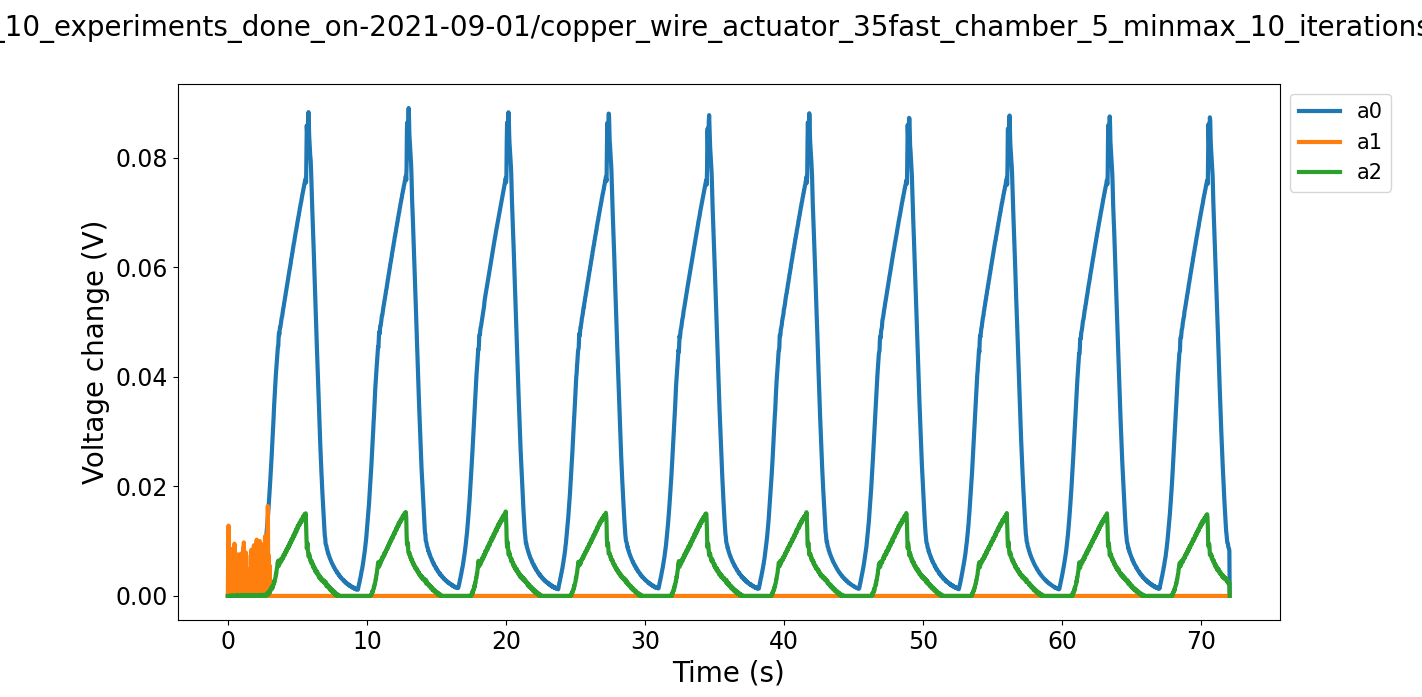 _10_experiments_done_on-2021-09-01/copper_wire_actuator_35fast_chamber_5_minmax_10_iterations
a0
a1
a2
0.08
0.06
0.04
0.02
0.00
Voltage change (V)
0 10 20 30 40 50 60 70
Time (s)